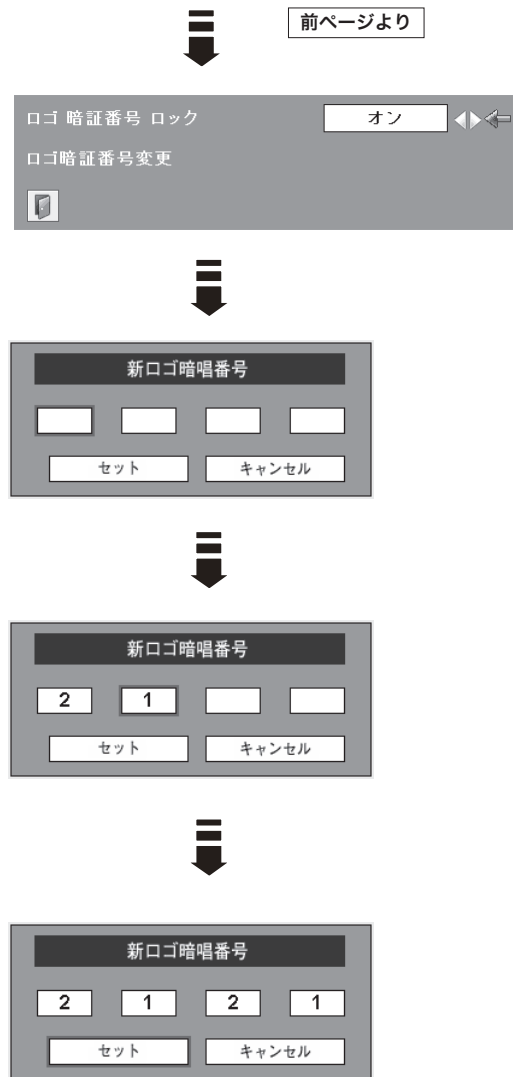 前ページより
ロゴ 暗証番号 ロック オン
ロゴ暗証番号変更
新ロゴ暗唱番号
セット キャンセル
新ロゴ暗唱番号
2 1
セット キャンセル
新ロゴ暗唱番号
2 1 2 1
セット キャンセル